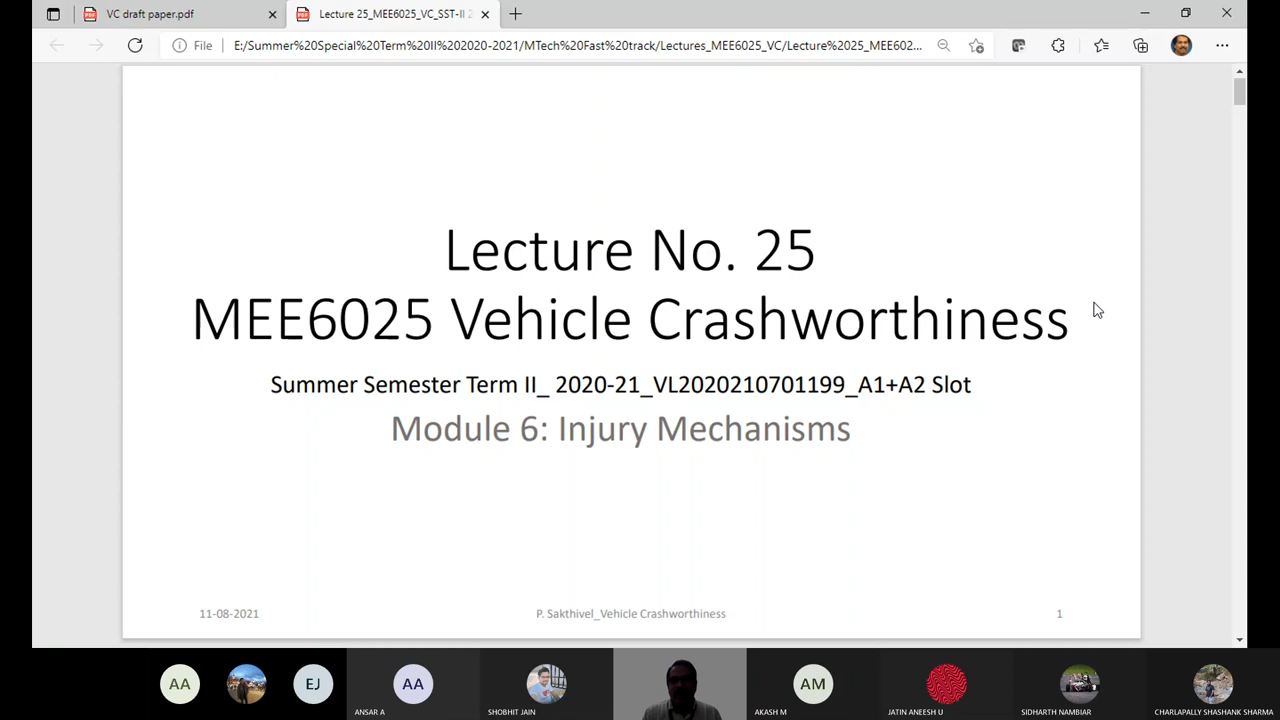 VC draft paper.pdf
Lecture 25_MEE6025_VC_SST-II 2
File
E:/Summer%20Special%20Term%20II%202020-2021/MTech%20Fast%20track/Lectures_MEE6025_VC/Lecture%2025_MEE602...
Lecture No. 25
MEE6025 Vehicle Crashworthiness
Summer Semester Term II_ 2020-21_VL2020210701199_A1+A2 Slot
Module 6: Injury Mechanisms
11-08-2021
P. Sakthivel_Vehicle Crashworthiness
1
AA
EJ
AA
AM
ANSAR A
SHOBHIT JAIN
AKASH M
JATIN ANEESH U
SIDHARTH NAMBIAR
CHARLAPALLY SHASHANK SHARMA